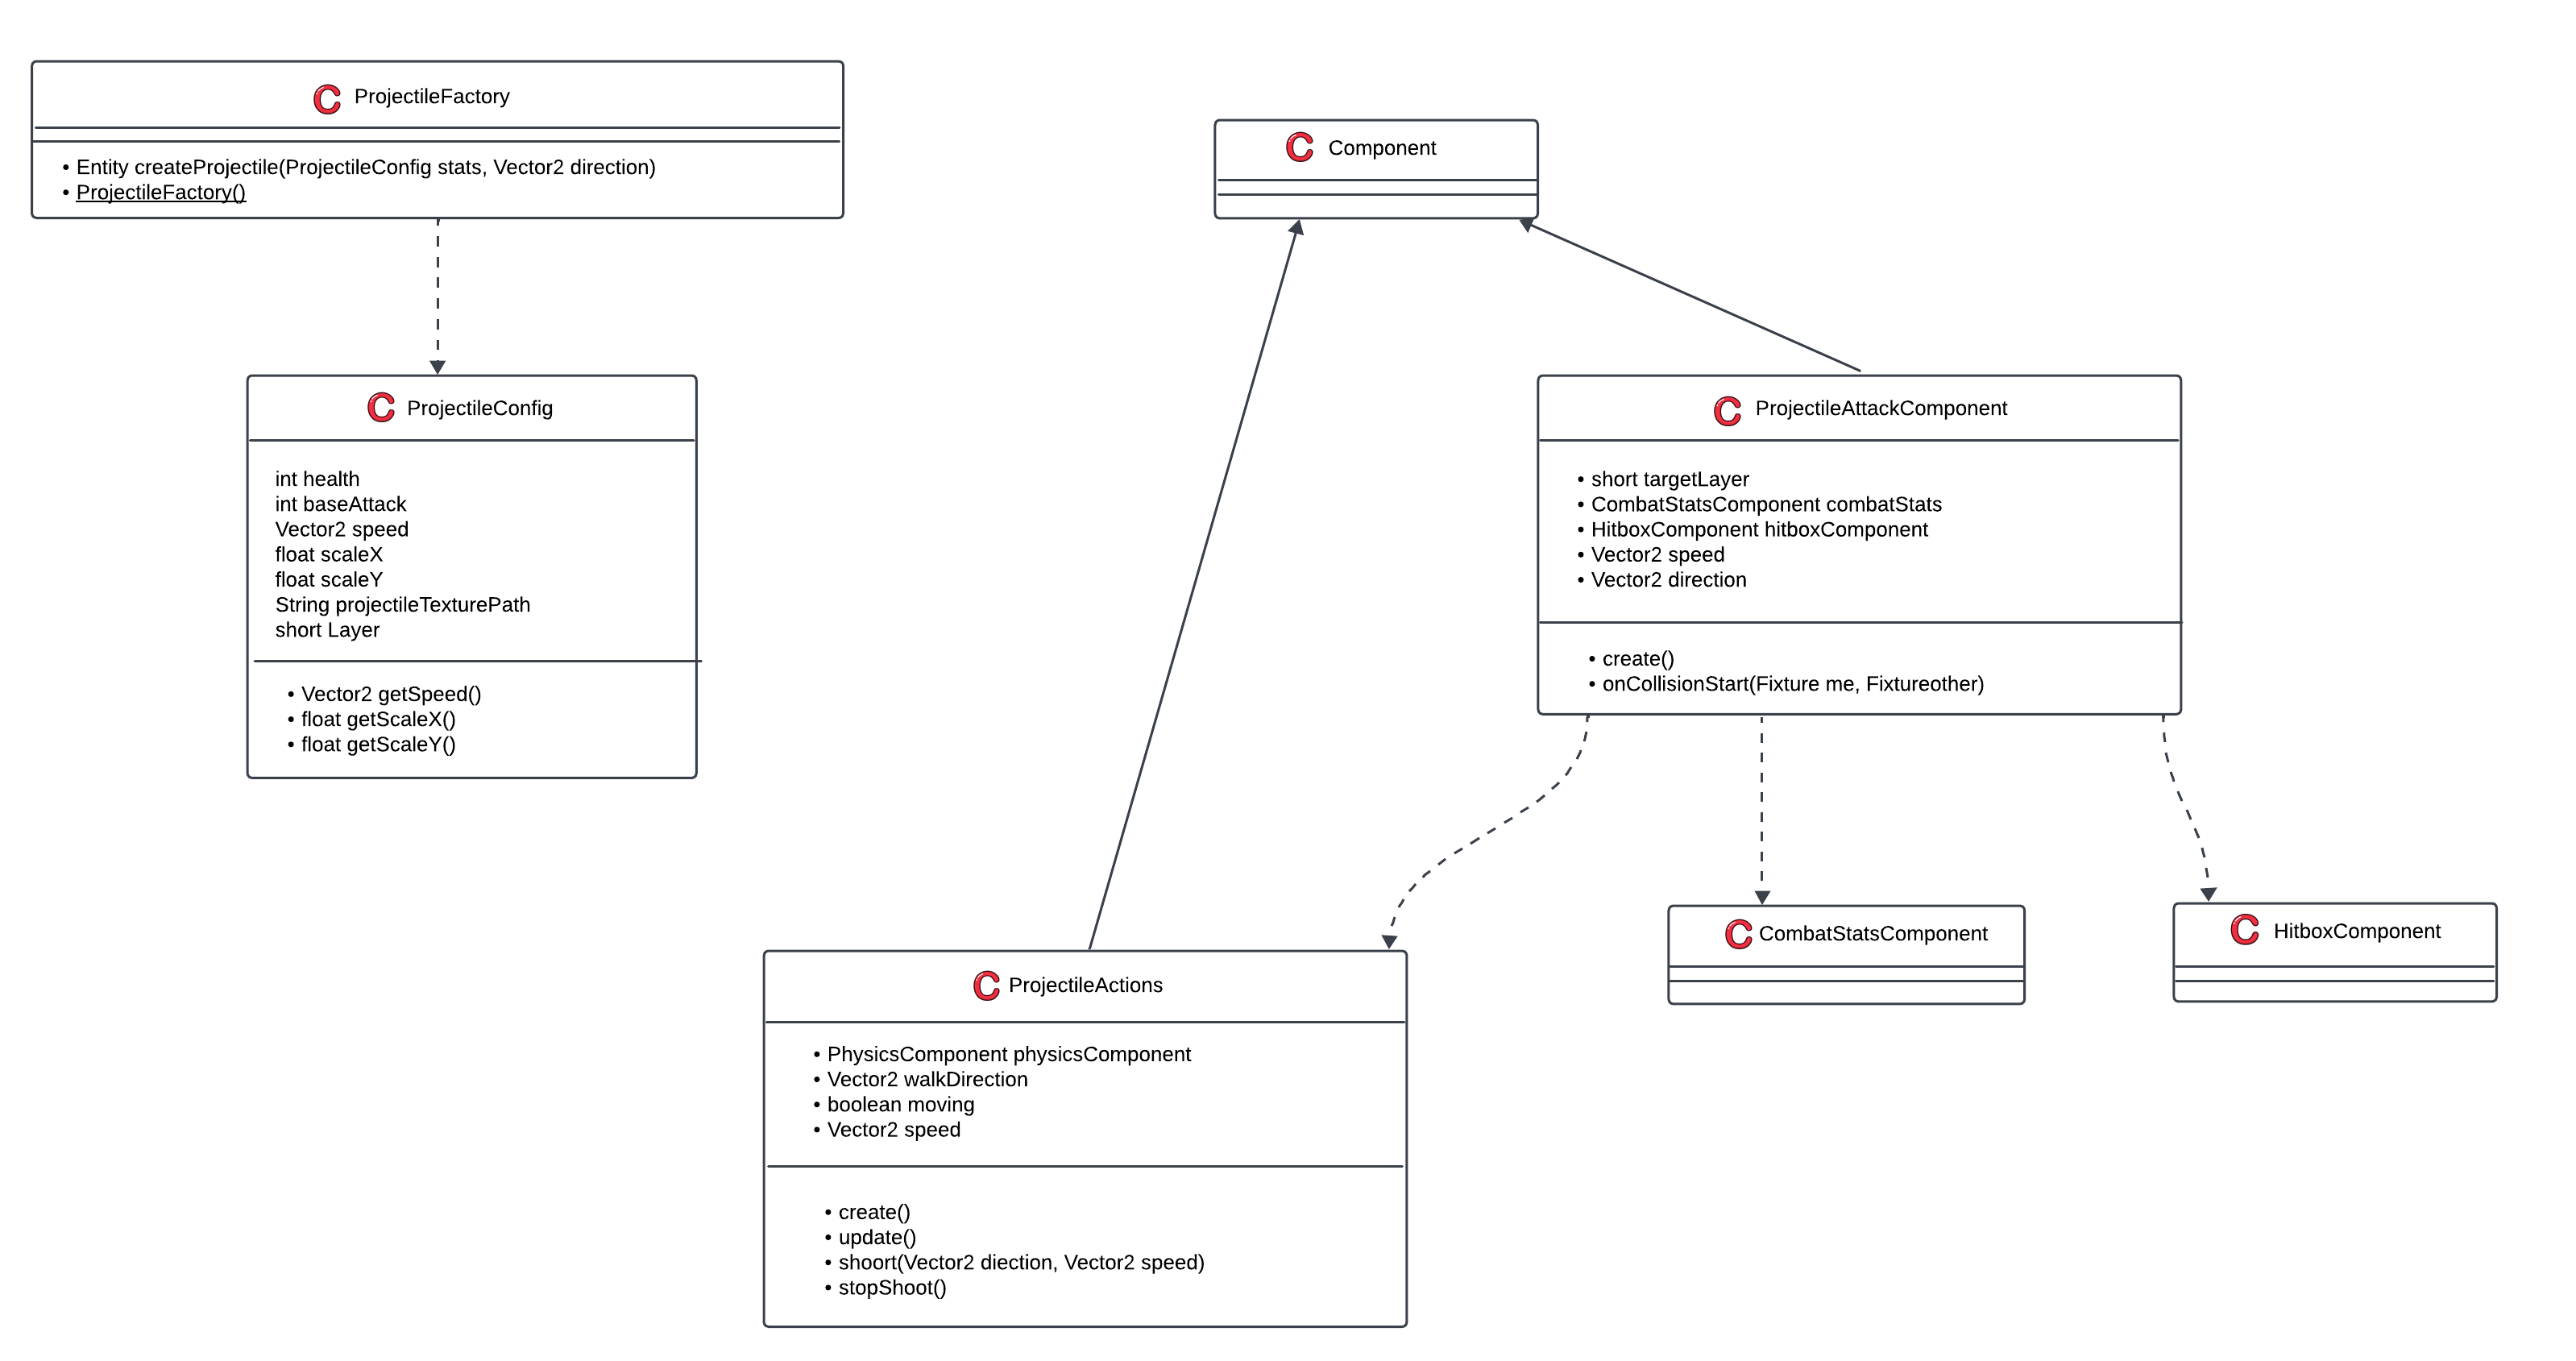 C ProjectileFactory
• Entity createProjectile(ProjectileConfig stats, Vector2 direction)
• ProjectileFactory()
C Component
C ProjectileConfig
int health
int baseAttack
Vector2 speed
float scaleX
float scaleY
String projectileTexturePath
short Layer
• Vector2 getSpeed()
• float getScaleX()
• float getScaleY()
C ProjectileAttackComponent
• short targetLayer
• CombatStatsComponent combatStats
• HitboxComponent hitboxComponent
• Vector2 speed
• Vector2 direction
• create()
• onCollisionStart(Fixture me, Fixtureother)
C ProjectileActions
• PhysicsComponent physicsComponent
• Vector2 walkDirection
• boolean moving
• Vector2 speed
• create()
• update()
• shoort(Vector2 diection, Vector2 speed)
• stopShoot()
C CombatStatsComponent
C HitboxComponent